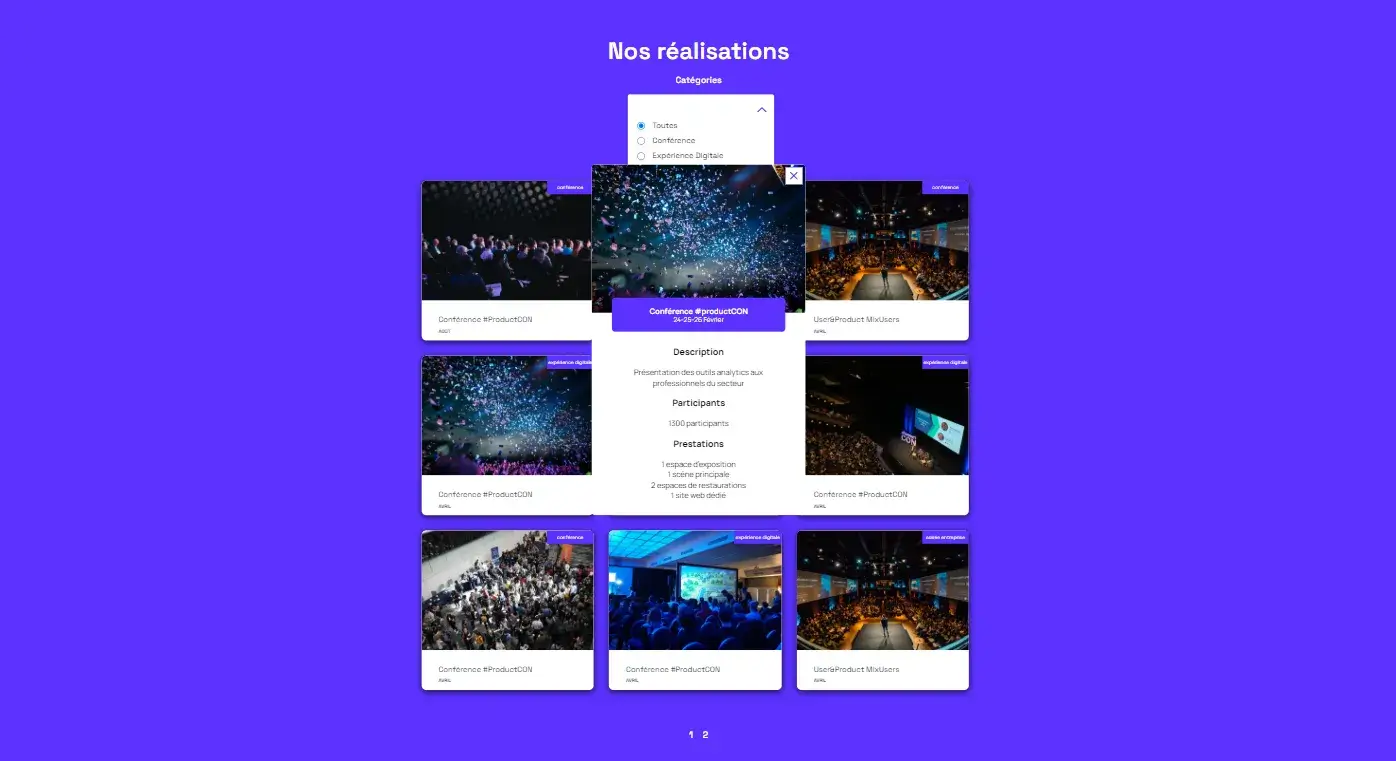 Nos réalisations
Catégories
Toutes
Conférence
Expérience Digitale
conférence
conférence
Conférence #ProductCON
AOÛT
User&Product MixUsers
AVRIL
Conférence #productCON
24-25-26 Février
Description
Présentation des outils analytics aux
professionnels du secteur
Participants
1300 participants
Prestations
1 espace d'exposition
1 scène principale
2 espaces de restaurations
1 site web dédié
expérience digitale
expérience digitale
Conférence #ProductCON
AVRIL
Conférence #ProductCON
AVRIL
conférence
expérience digitale
soirée entreprise
Conférence #ProductCON
AVRIL
Conférence #ProductCON
AVRIL
User&Product MixUsers
AVRIL
1 2